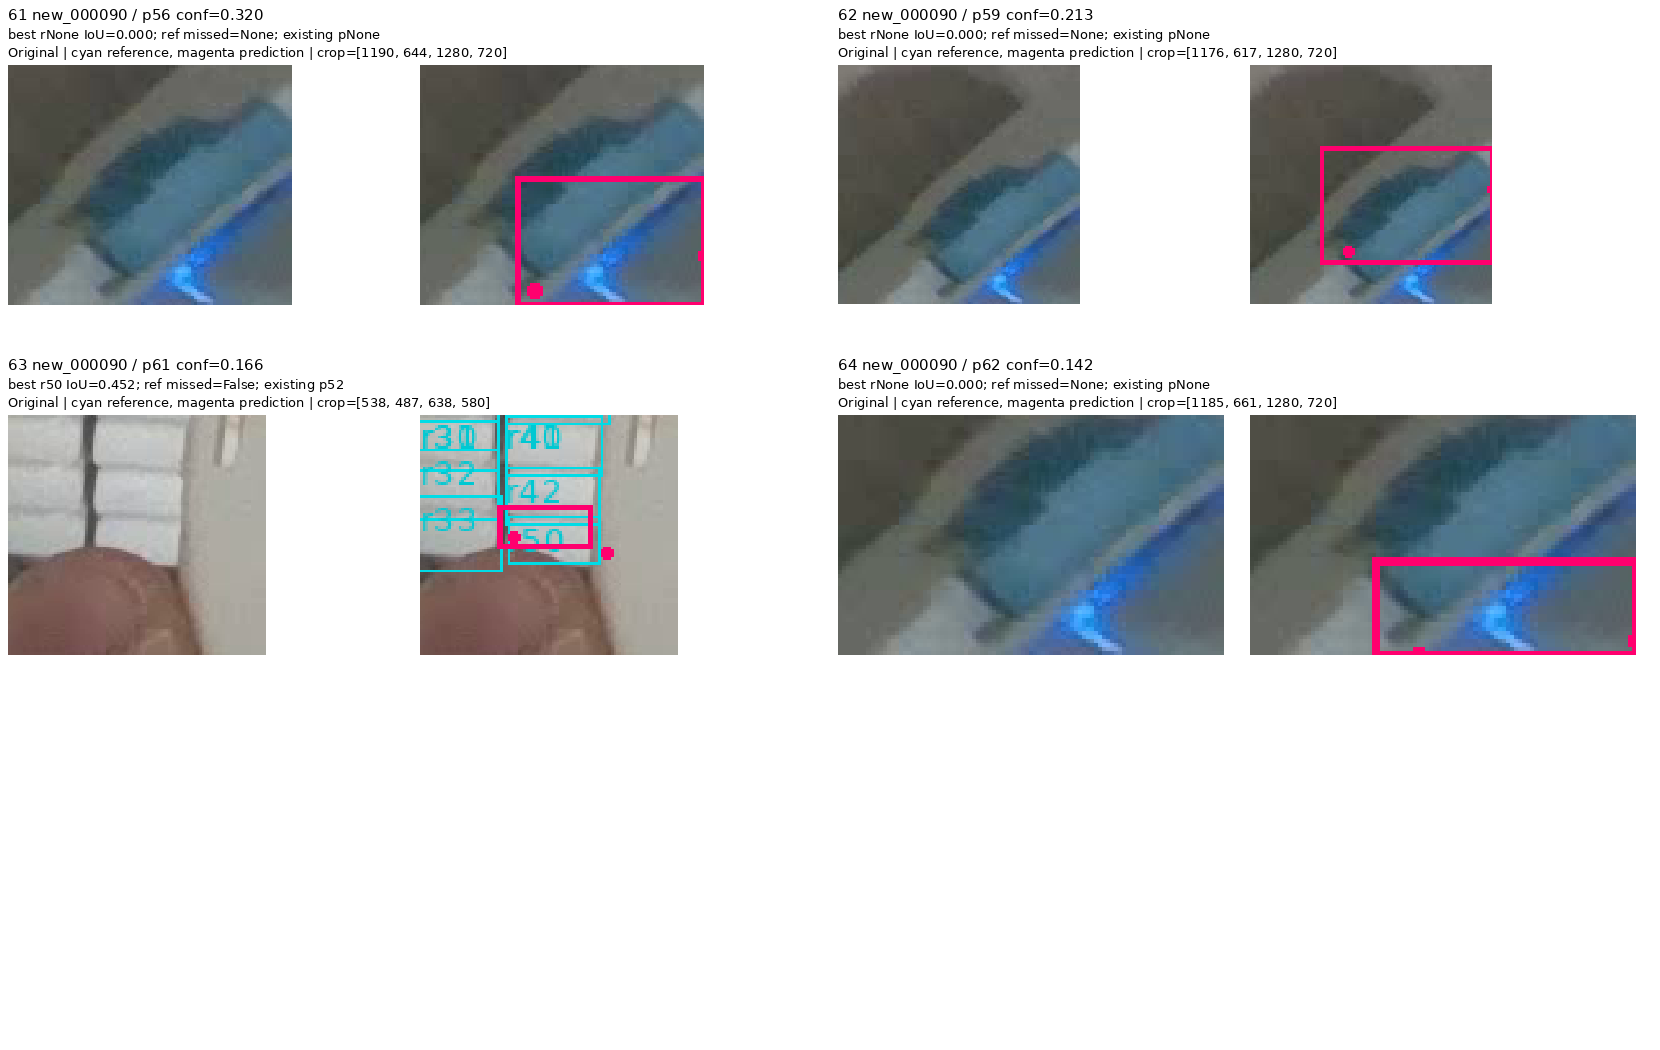 61 new_000090 / p56 conf=0.320
best rNone IoU=0.000; ref missed=None; existing pNone
Original | cyan reference, magenta prediction | crop=[1190, 644, 1280, 720]
62 new_000090 / p59 conf=0.213
best rNone IoU=0.000; ref missed=None; existing pNone
Original | cyan reference, magenta prediction | crop=[1176, 617, 1280, 720]
63 new_000090 / p61 conf=0.166
best r50 IoU=0.452; ref missed=False; existing p52
Original | cyan reference, magenta prediction | crop=[538, 487, 638, 580]
r32
r42
r33
64 new_000090 / p62 conf=0.142
best rNone IoU=0.000; ref missed=None; existing pNone
Original | cyan reference, magenta prediction | crop=[1185, 661, 1280, 720]